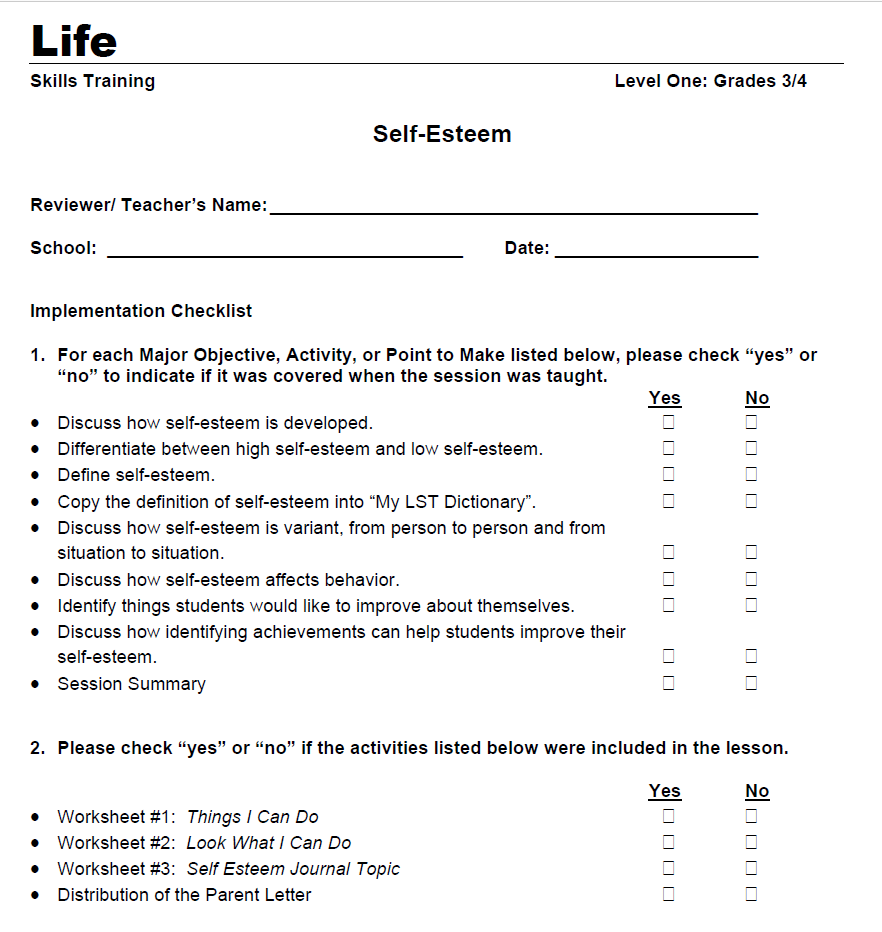 Life
Skills Training Level One: Grades 3/4
Self-Esteem
Reviewer/ Teacher’s Name:
School: Date:
Implementation Checklist
1. For each Major Objective, Activity, or Point to Make listed below, please check “yes” or
“no” to indicate if it was covered when the session was taught.
Yes No
• Discuss how self-esteem is developed. □ □
• Differentiate between high self-esteem and low self-esteem. □ □
• Define self-esteem. □ □
• Copy the definition of self-esteem into “My LST Dictionary”. □ □
• Discuss how self-esteem is variant, from person to person and from
situation to situation. □ □
• Discuss how self-esteem affects behavior. □ □
• Identify things students would like to improve about themselves. □ □
• Discuss how identifying achievements can help students improve their
self-esteem. □ □
• Session Summary □ □
2. Please check “yes” or “no” if the activities listed below were included in the lesson.
Yes No
• Worksheet #1: Things I Can Do □ □
• Worksheet #2: Look What I Can Do □ □
• Worksheet #3: Self Esteem Journal Topic □ □
• Distribution of the Parent Letter □ □